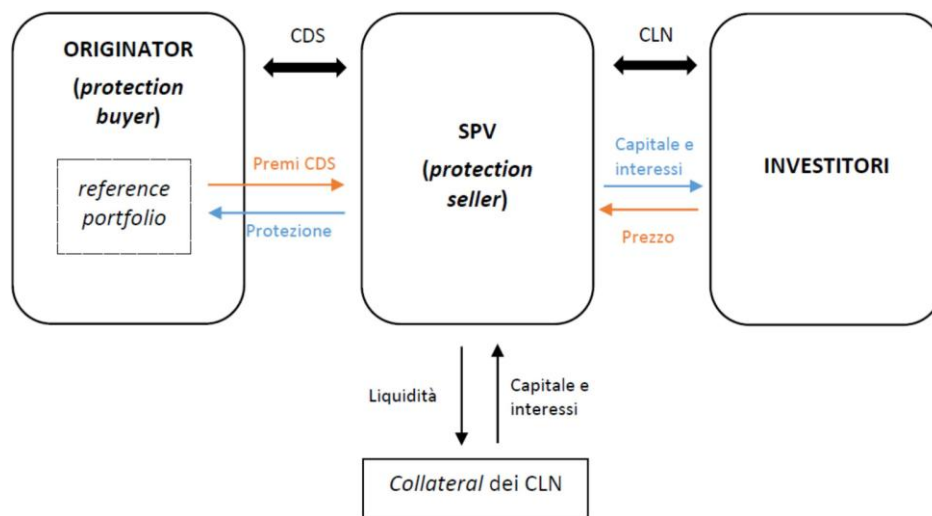 ORIGINATOR
(protection
buyer)
reference
portfolio
CDS
Premi CDS
Protezione
SPV
(protection
seller)
CLN
Capitale e
interessi
Prezzo
INVESTITORI
Liquidità
Capitale e
interessi
Collateral dei CLN